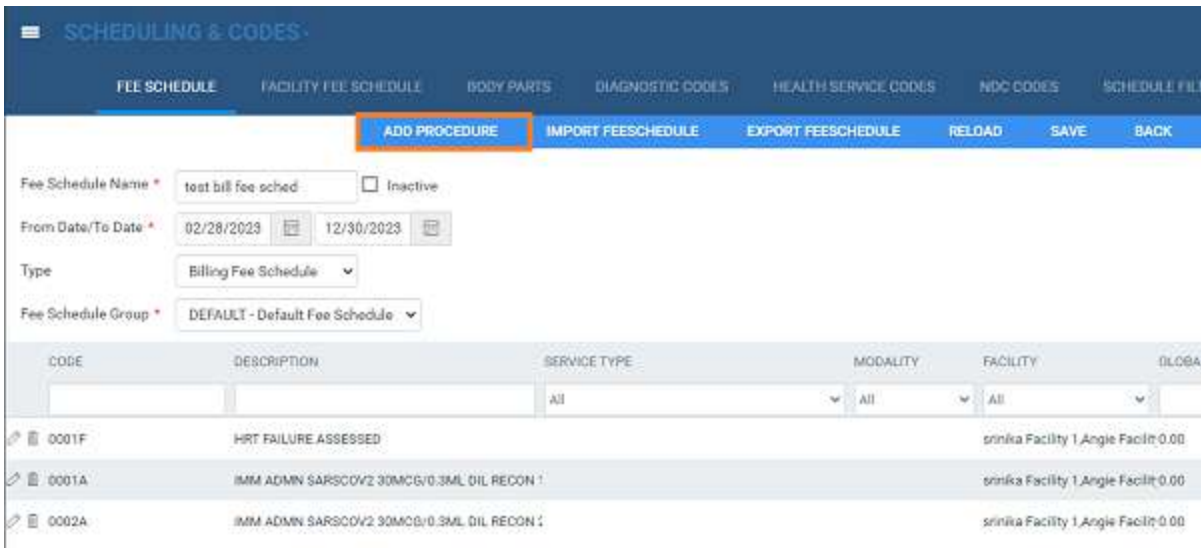 SCHEDULING & CODES
FEE SCHEDULE FACILITY FEE SCHEDULE BODY PARTS DIAGNOSTIC CODES HEALTH SERVICE CODES NDC CODES SCHEDULE FIL
ADD PROCEDURE IMPORT FEESCHEDULE EXPORT FEESCHEDULE RELOAD SAVE BACK
Fee Schedule Name * test bill fee sched Inactive
From Date/To Date * 02/28/2023 12/30/2023
Type Billing Fee Schedule
Fee Schedule Group * DEFAULT - Default Fee Schedule
CODE DESCRIPTION SERVICE TYPE MODALITY FACILITY GLOBA
All All All
0001F HRT FAILURE ASSESSED srinika Facility 1,Angie Facilit 0.00
0001A IMM ADMN SARSCOV2 30MCG/0.3ML DIL RECON srinika Facility 1,Angie Facilit 0.00
0002A IMM ADMN SARSCOV2 30MCG/0.3ML DIL RECON srinika Facility 1,Angie Facilit 0.00